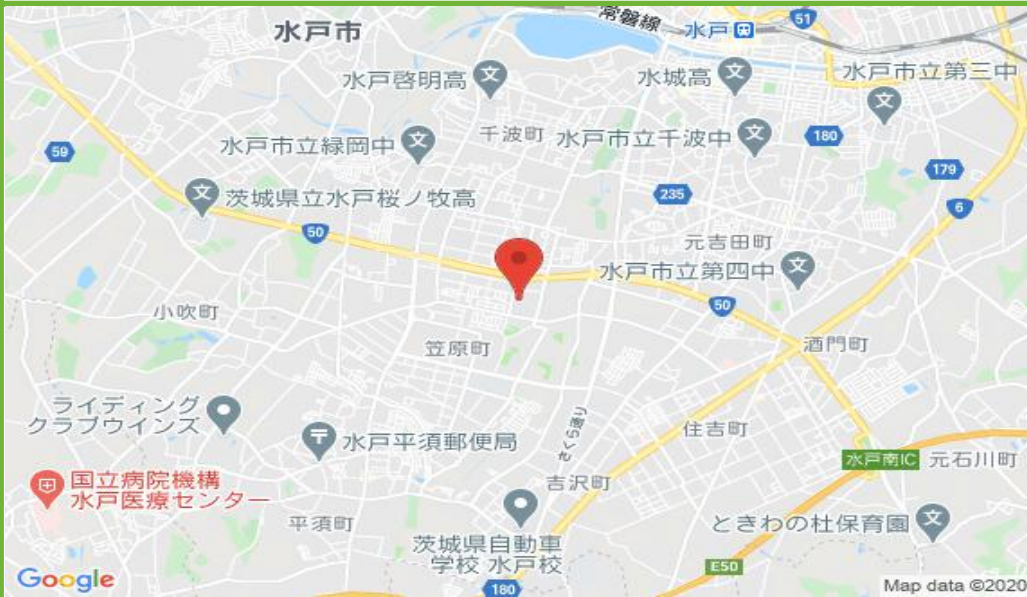 常磐線
51
水戸市
水戸
水戸啓明高
水城高
水戸市立第三中
千波町
水戸市立千波中
180
水戸市立緑岡中
59
179
茨城県立水戸桜ノ牧高
235
6
50
元吉田町
水戸市立第四中
50
小吹町
笠原町
酒門町
ライディング
クラブウインズ
さくら通り
住吉町
水戸平須郵便局
水戸南IC
元石川町
国立病院機構
水戸医療センター
吉沢町
平須町
ときわの杜保育園
茨城県自動車
学校 水戸校
E50
180
Google
Map data ©2020